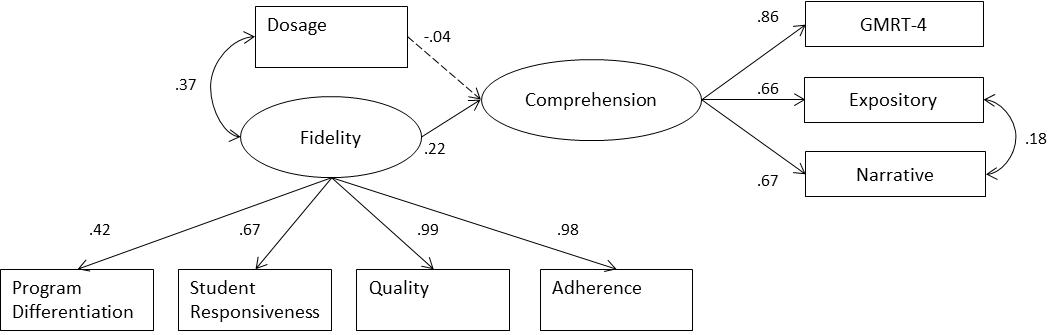 Dosage
-.04
.37
Fidelity
.22
Comprehension
.86
GMRT-4
.66
Expository
.18
.67
Narrative
.42
.67
.99
.98
Program
Differentiation
Student
Responsiveness
Quality
Adherence